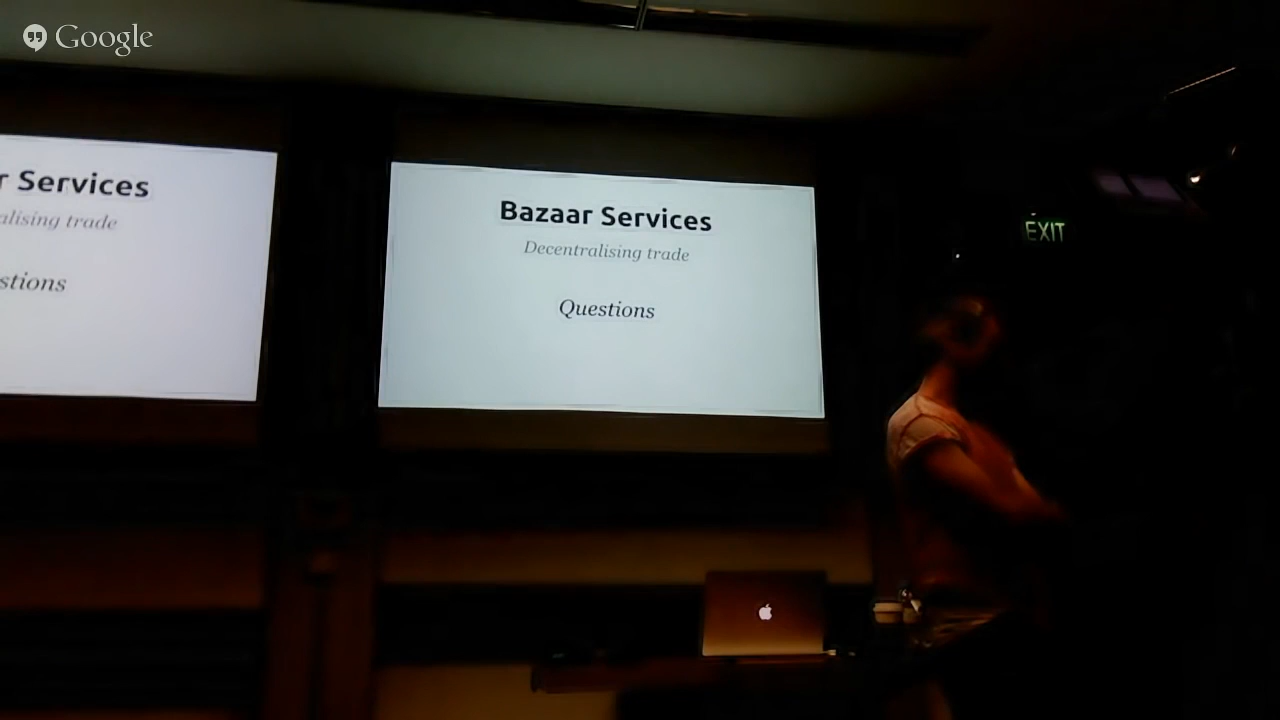 Google
r Services
alising trade
stions
Bazaar Services
Decentralising trade
Questions
EXIT